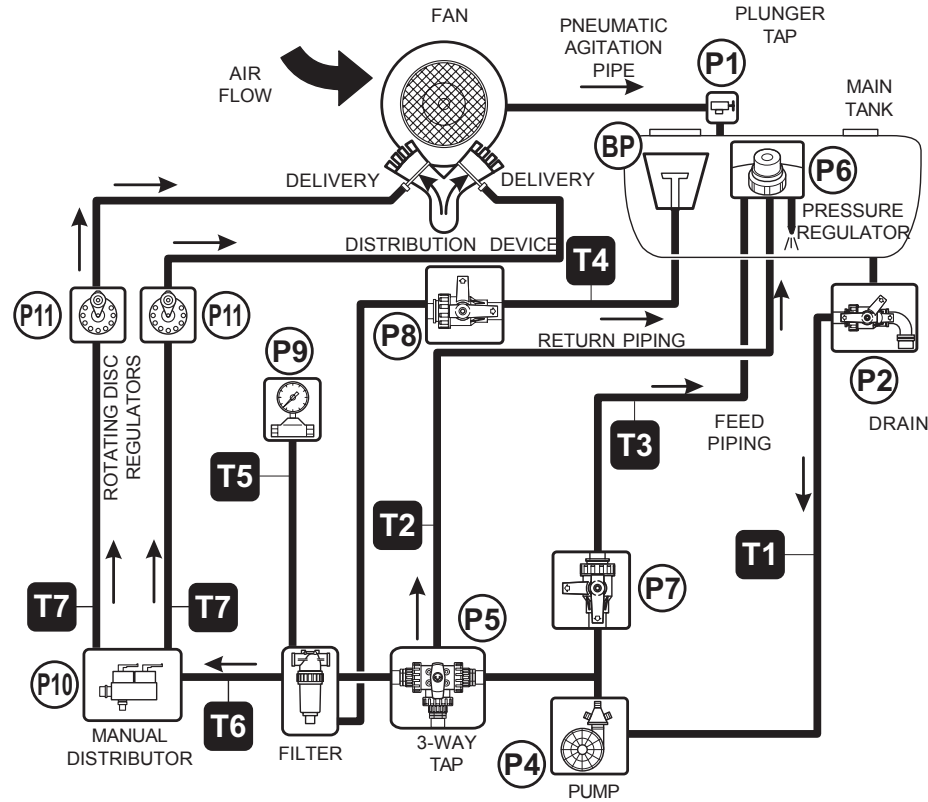 FAN
PNEUMATIC
AGITATION
PIPE
PLUNGER
TAP
P1
AIR
FLOW
MAIN
TANK
BP
P6
DELIVERY
DELIVERY
PRESSURE
REGULATOR
DISTRIBUTION DEVICE
T4
P11
P11
P8
P9
RETURN PIPING
P2
ROTATING DISC
REGULATORS
T3
FEED
PIPING
DRAIN
T5
T2
T1
T7
T7
P5
P7
P10
T6
MANUAL
DISTRIBUTOR
FILTER
3-WAY
TAP
P4
PUMP